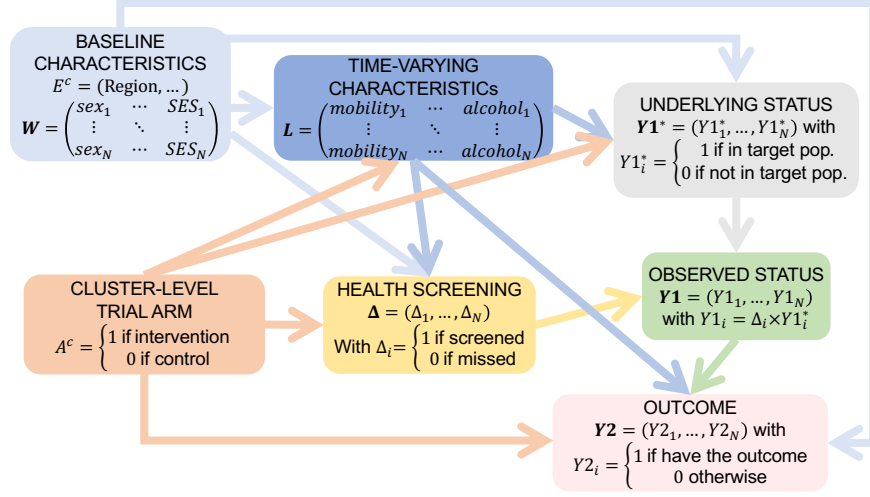 BASELINE
CHARACTERISTICS
E^c = (Region, …)
W = (sex_1 ⋯ SES_1
⋮ ⋱ ⋮
sex_N ⋯ SES_N)
TIME-VARYING
CHARACTERISTICs
L = (mobility_1 ⋯ alcohol_1
⋮ ⋱ ⋮
mobility_N ⋯ alcohol_N)
UNDERLYING STATUS
Y1* = (Y1*_1, …, Y1*_N) with
Y1*_i = { 1 if in target pop.
0 if not in target pop.
CLUSTER-LEVEL
TRIAL ARM
A^c = { 1 if intervention
0 if control
HEALTH SCREENING
Δ = (Δ_1, …, Δ_N)
With Δ_i = { 1 if screened
0 if missed
OBSERVED STATUS
Y1 = (Y1_1, …, Y1_N)
with Y1_i = Δ_i×Y1*_i
OUTCOME
Y2 = (Y2_1, …, Y2_N) with
Y2_i = { 1 if have the outcome
0 otherwise